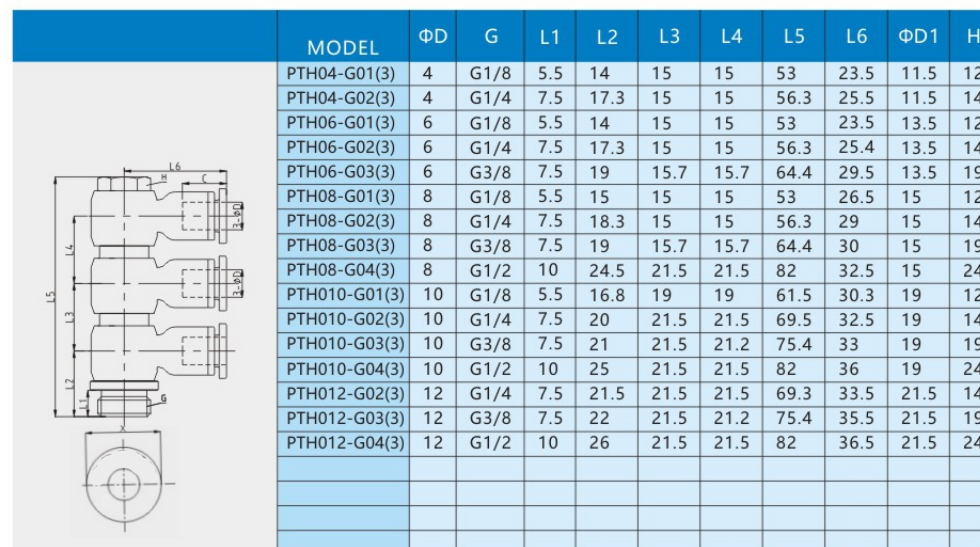 MODEL ΦD G L1 L2 L3 L4 L5 L6 ΦD1 H
PTH04-G01(3) 4 G1/8 5.5 14 15 15 53 23.5 11.5 12
PTH04-G02(3) 4 G1/4 7.5 17.3 15 15 56.3 25.5 11.5 14
PTH06-G01(3) 6 G1/8 5.5 14 15 15 53 23.5 13.5 12
PTH06-G02(3) 6 G1/4 7.5 17.3 15 15 56.3 25.4 13.5 14
PTH06-G03(3) 6 G3/8 7.5 19 15.7 15.7 64.4 29.5 13.5 19
PTH08-G01(3) 8 G1/8 5.5 15 15 15 53 26.5 15 12
PTH08-G02(3) 8 G1/4 7.5 18.3 15 15 56.3 29 15 14
PTH08-G03(3) 8 G3/8 7.5 19 15.7 15.7 64.4 30 15 19
PTH08-G04(3) 8 G1/2 10 24.5 21.5 21.5 82 32.5 15 24
PTH010-G01(3) 10 G1/8 5.5 16.8 19 19 61.5 30.3 19 12
PTH010-G02(3) 10 G1/4 7.5 20 21.5 21.5 69.5 32.5 19 14
PTH010-G03(3) 10 G3/8 7.5 21 21.5 21.2 75.4 33 19 19
PTH010-G04(3) 10 G1/2 10 25 21.5 21.5 82 36 19 24
PTH012-G02(3) 12 G1/4 7.5 21.5 21.5 21.5 69.3 33.5 21.5 14
PTH012-G03(3) 12 G3/8 7.5 22 21.5 21.2 75.4 35.5 21.5 19
PTH012-G04(3) 12 G1/2 10 26 21.5 21.5 82 36.5 21.5 24
L6
H
C
3-ΦD
L4
3-ΦD
L5
L3
L2
L1
G
X